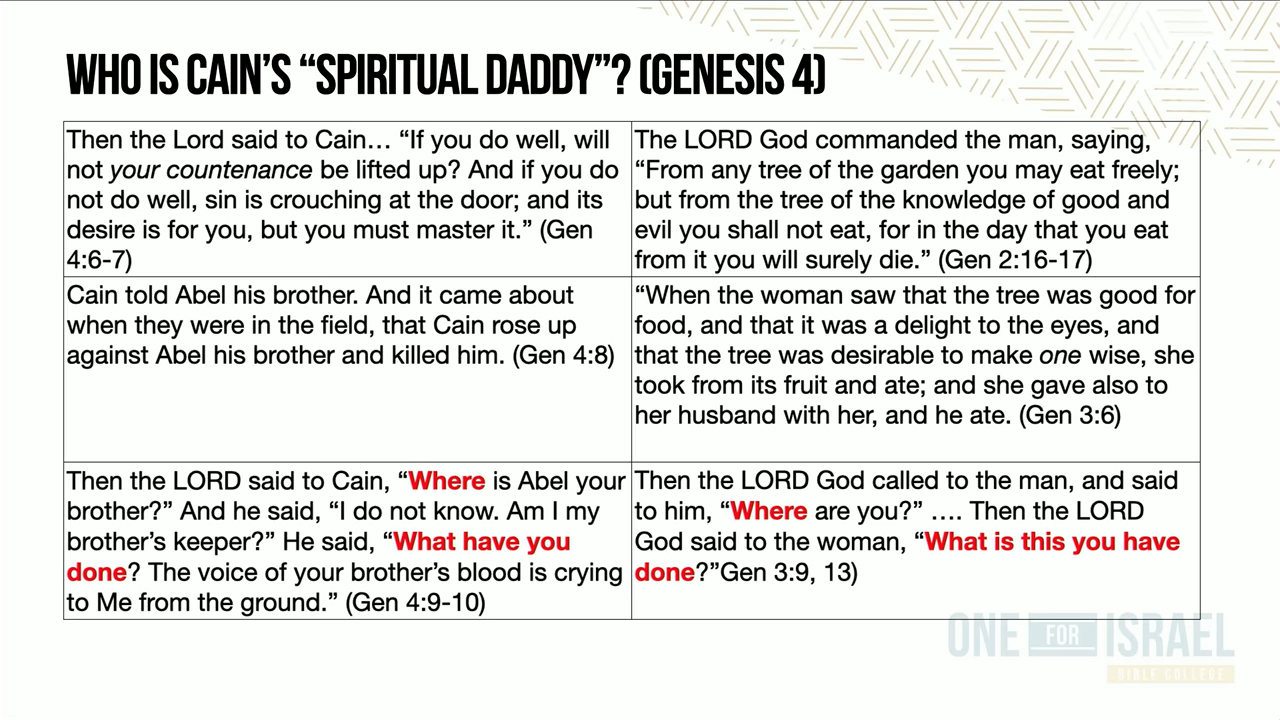 WHO IS CAIN’S “SPIRITUAL DADDY”? (GENESIS 4)
Then the Lord said to Cain… “If you do well, will
not your countenance be lifted up? And if you do
not do well, sin is crouching at the door; and its
desire is for you, but you must master it.” (Gen
4:6-7)
The LORD God commanded the man, saying,
“From any tree of the garden you may eat freely;
but from the tree of the knowledge of good and
evil you shall not eat, for in the day that you eat
from it you will surely die.” (Gen 2:16-17)
Cain told Abel his brother. And it came about
when they were in the field, that Cain rose up
against Abel his brother and killed him. (Gen 4:8)
“When the woman saw that the tree was good for
food, and that it was a delight to the eyes, and
that the tree was desirable to make one wise, she
took from its fruit and ate; and she gave also to
her husband with her, and he ate. (Gen 3:6)
Then the LORD said to Cain, “Where is Abel your
brother?” And he said, “I do not know. Am I my
brother’s keeper?” He said, “What have you
done? The voice of your brother’s blood is crying
to Me from the ground.” (Gen 4:9-10)
Then the LORD God called to the man, and said
to him, “Where are you?” …. Then the LORD
God said to the woman, “What is this you have
done?”Gen 3:9, 13)
ONE FOR ISRAEL
BIBLE COLLEGE